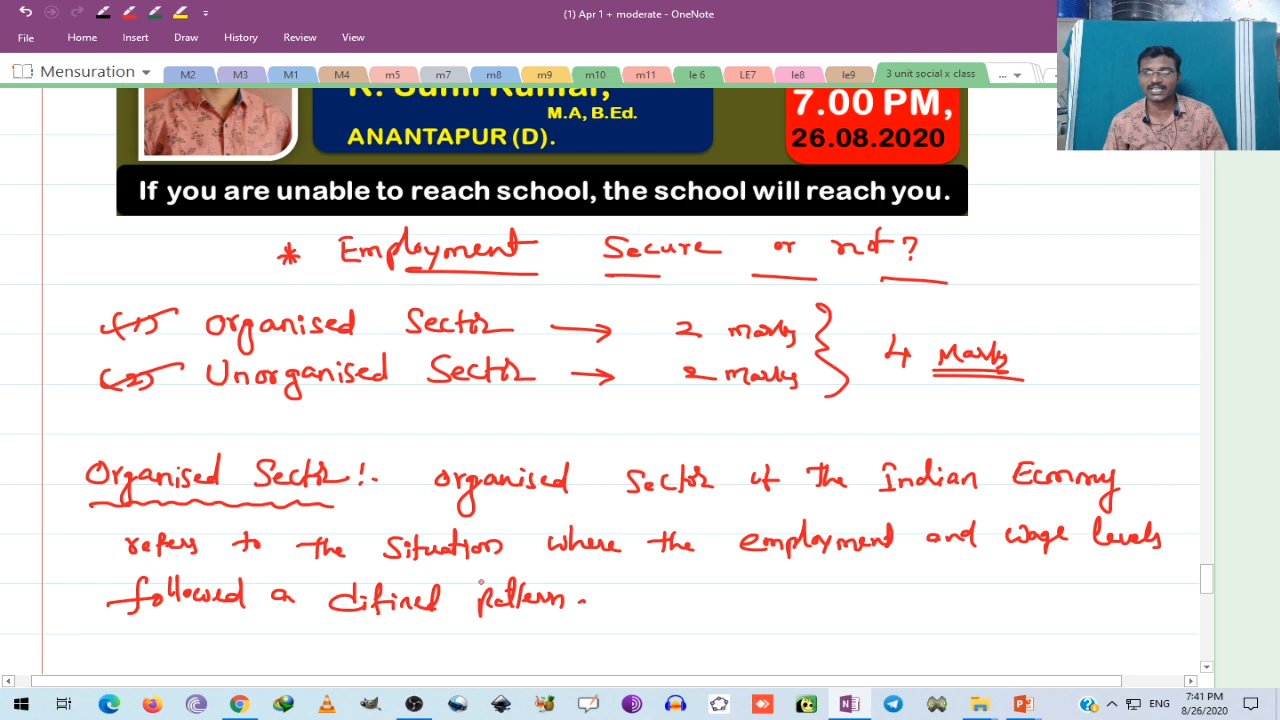 (1) Apr 1 + moderate - OneNote
File Home Insert Draw History Review View
Mensuration M2 M3 M1 M4 m5 m7 m8 m9 m10 m11 le 6 LE7 le8 le9 3 unit social x class ...
K. Sunil Kumar,
M.A, B.Ed.
ANANTAPUR (D).
7.00 PM,
26.08.2020
If you are unable to reach school, the school will reach you.
* Employment Secure or not?
(1) Organised Sector → 2 marks
(2) Unorganised Sector → 2 marks
4 Marks
Organised Sector:- Organised Sector of the Indian Economy
refers to the situation where the employment and wage levels
followed a difined pattern.
7:41 PM
8/26/2020